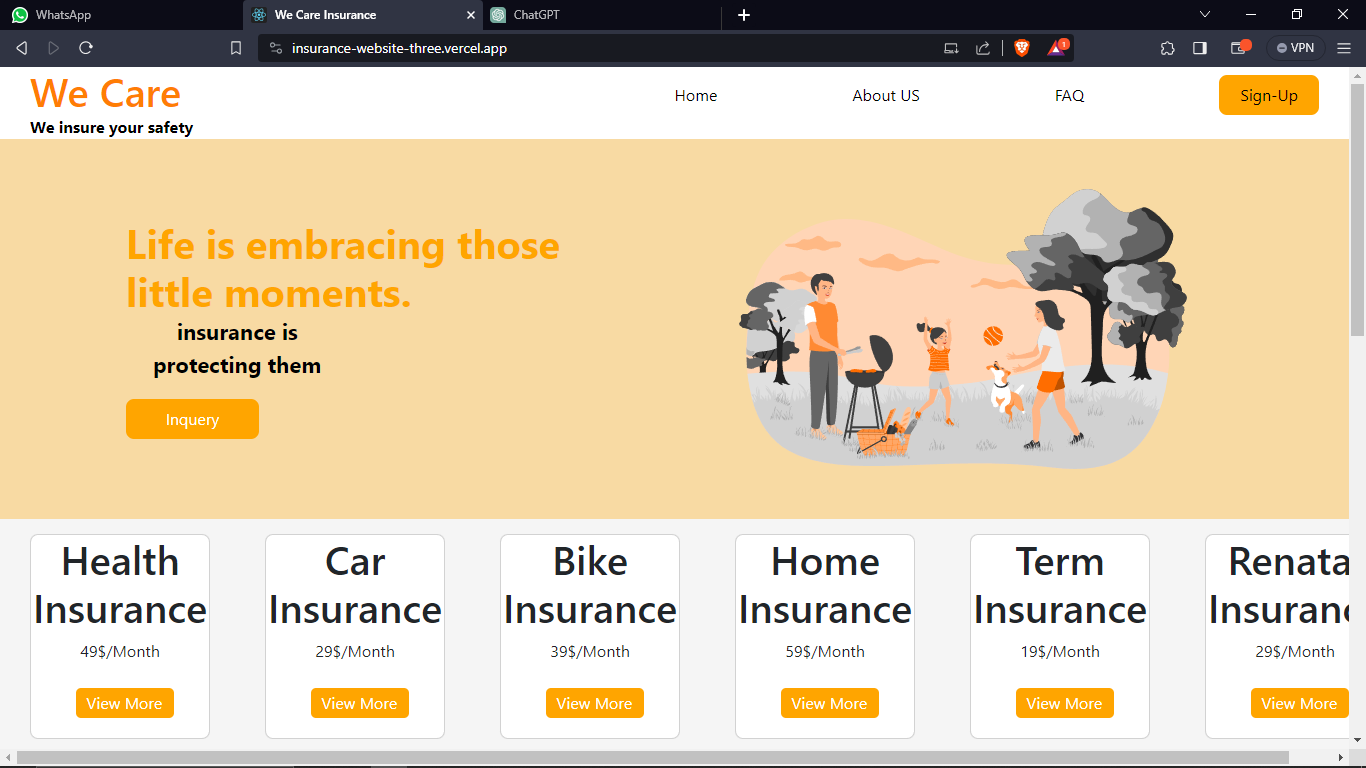 WhatsApp
We Care Insurance
ChatGPT
insurance-website-three.vercel.app
1
VPN
We Care
We insure your safety
Home
About US
FAQ
Sign-Up
Life is embracing those
little moments.
insurance is
protecting them
Inquery
Health
Insurance
49$/Month
View More
Car
Insurance
29$/Month
View More
Bike
Insurance
39$/Month
View More
Home
Insurance
59$/Month
View More
Term
Insurance
19$/Month
View More
Renata
Insuranc
29$/Month
View More